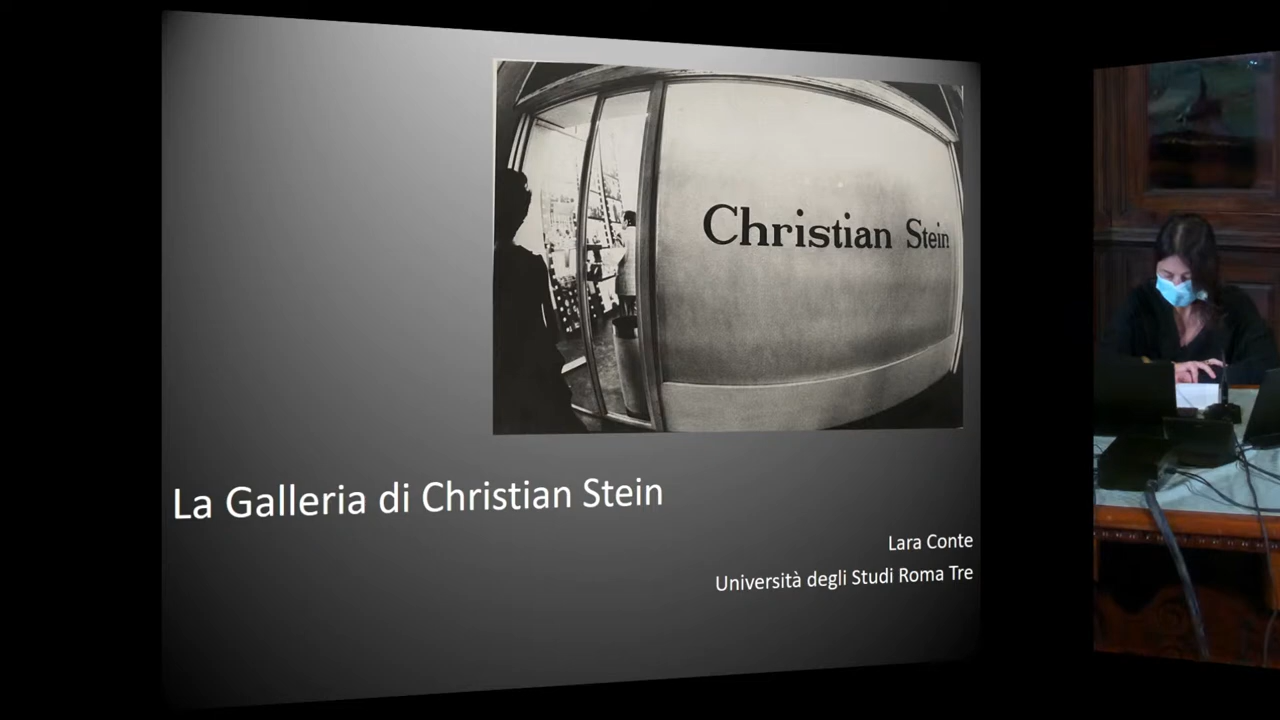 Christian Stein
La Galleria di Christian Stein
Lara Conte
Università degli Studi Roma Tre